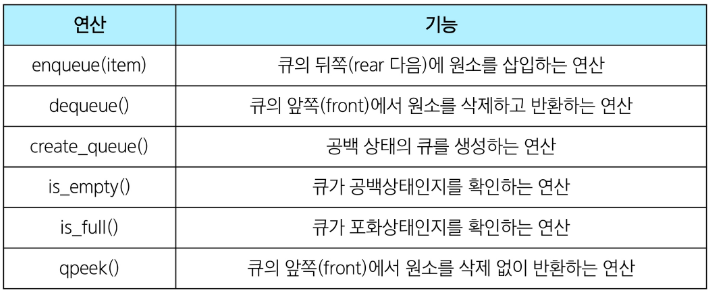 연산 기능
enqueue(item) 큐의 뒤쪽(rear 다음)에 원소를 삽입하는 연산
dequeue() 큐의 앞쪽(front)에서 원소를 삭제하고 반환하는 연산
create_queue() 공백 상태의 큐를 생성하는 연산
is_empty() 큐가 공백상태인지를 확인하는 연산
is_full() 큐가 포화상태인지를 확인하는 연산
qpeek() 큐의 앞쪽(front)에서 원소를 삭제 없이 반환하는 연산